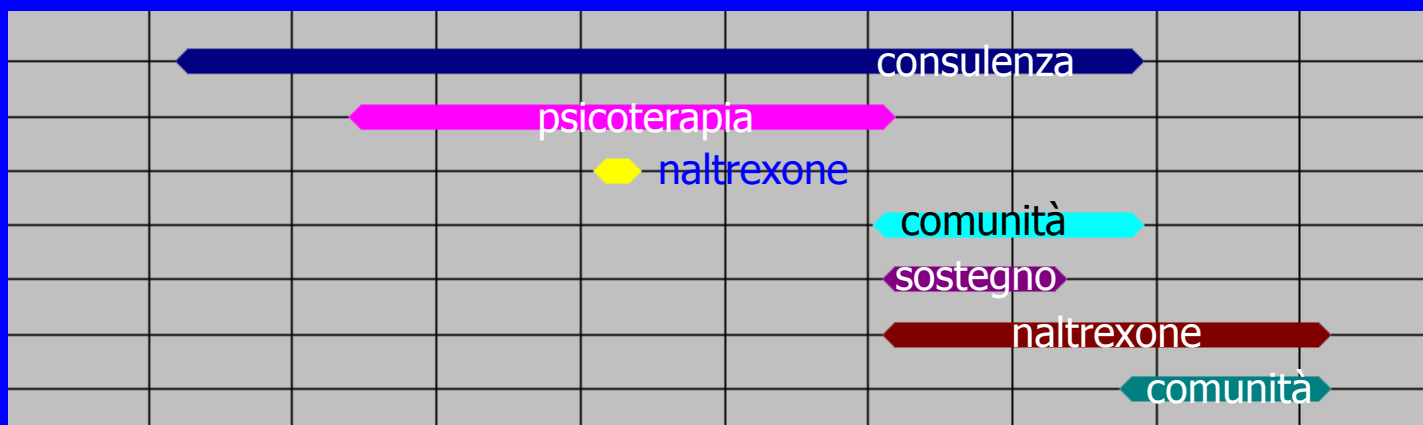 consulenza
psicoterapia
naltrexone
comunità
sostegno
naltrexone
comunità